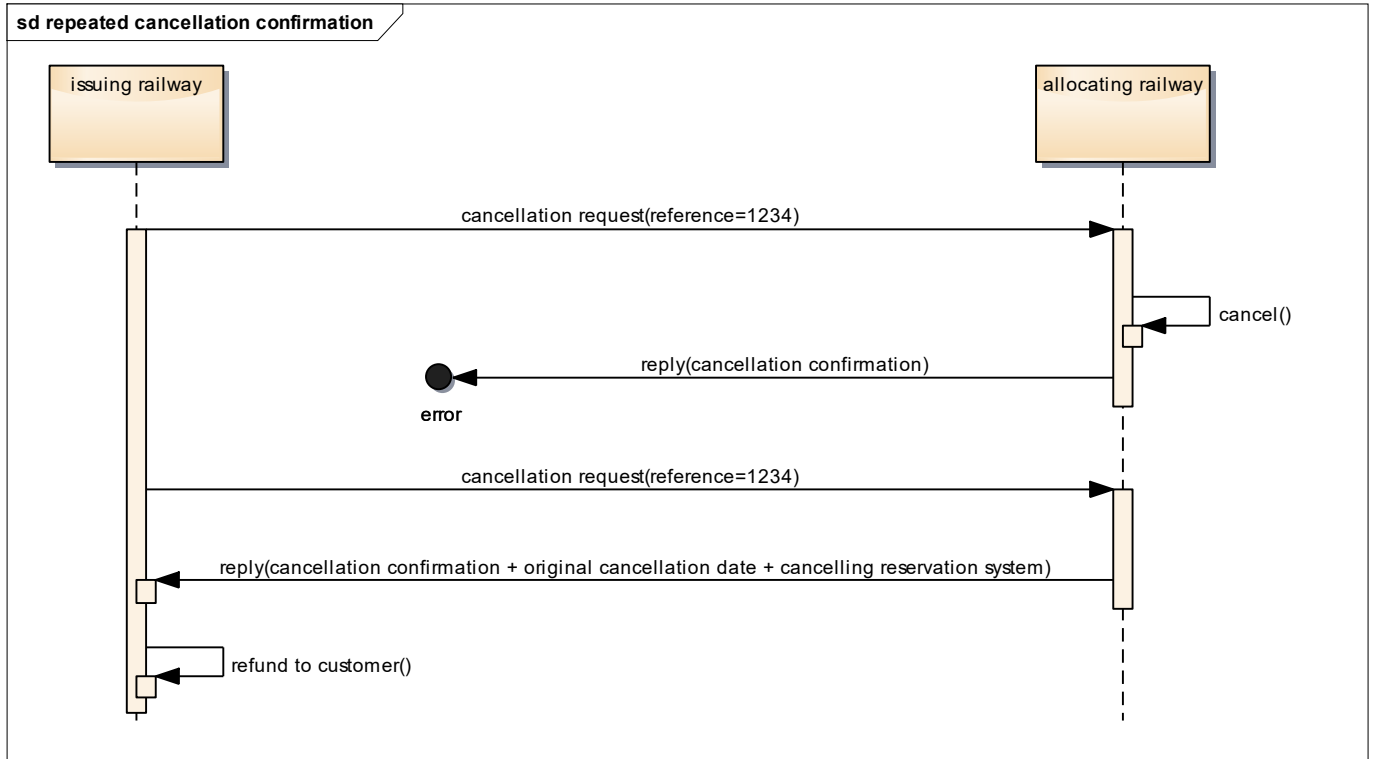 sd repeated cancellation confirmation
issuing railway
allocating railway
cancellation request(reference=1234)
cancel()
reply(cancellation confirmation)
error
cancellation request(reference=1234)
reply(cancellation confirmation + original cancellation date + cancelling reservation system)
refund to customer()